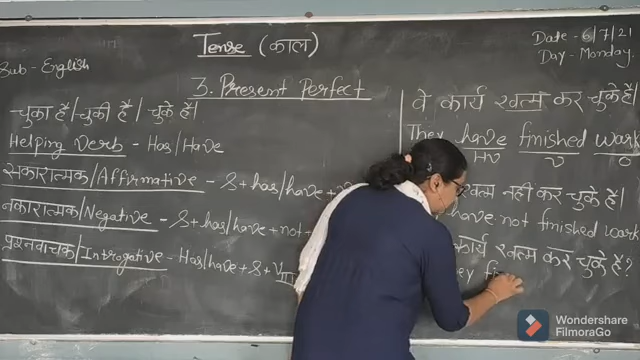 Tense (काल)
Date - 6/7/21
Day - Monday.
Sub - English
3. Present Perfect
चुका हैं / चुकी हैं / चुके हैं।
Helping Verb - Has/Have
सकारात्मक/Affirmative - S + has/have +
नकारात्मक/Negative - S + has/have + not +
प्रश्नवाचक/Introgative - Has/have + S + VIII
वे कार्य खत्म कर चुके हैं।
They have finished work
HV V O
खत्म नहीं कर चुके हैं।
have not finished work
कार्य खत्म कर चुके हैं?
Wondershare
FilmoraGo